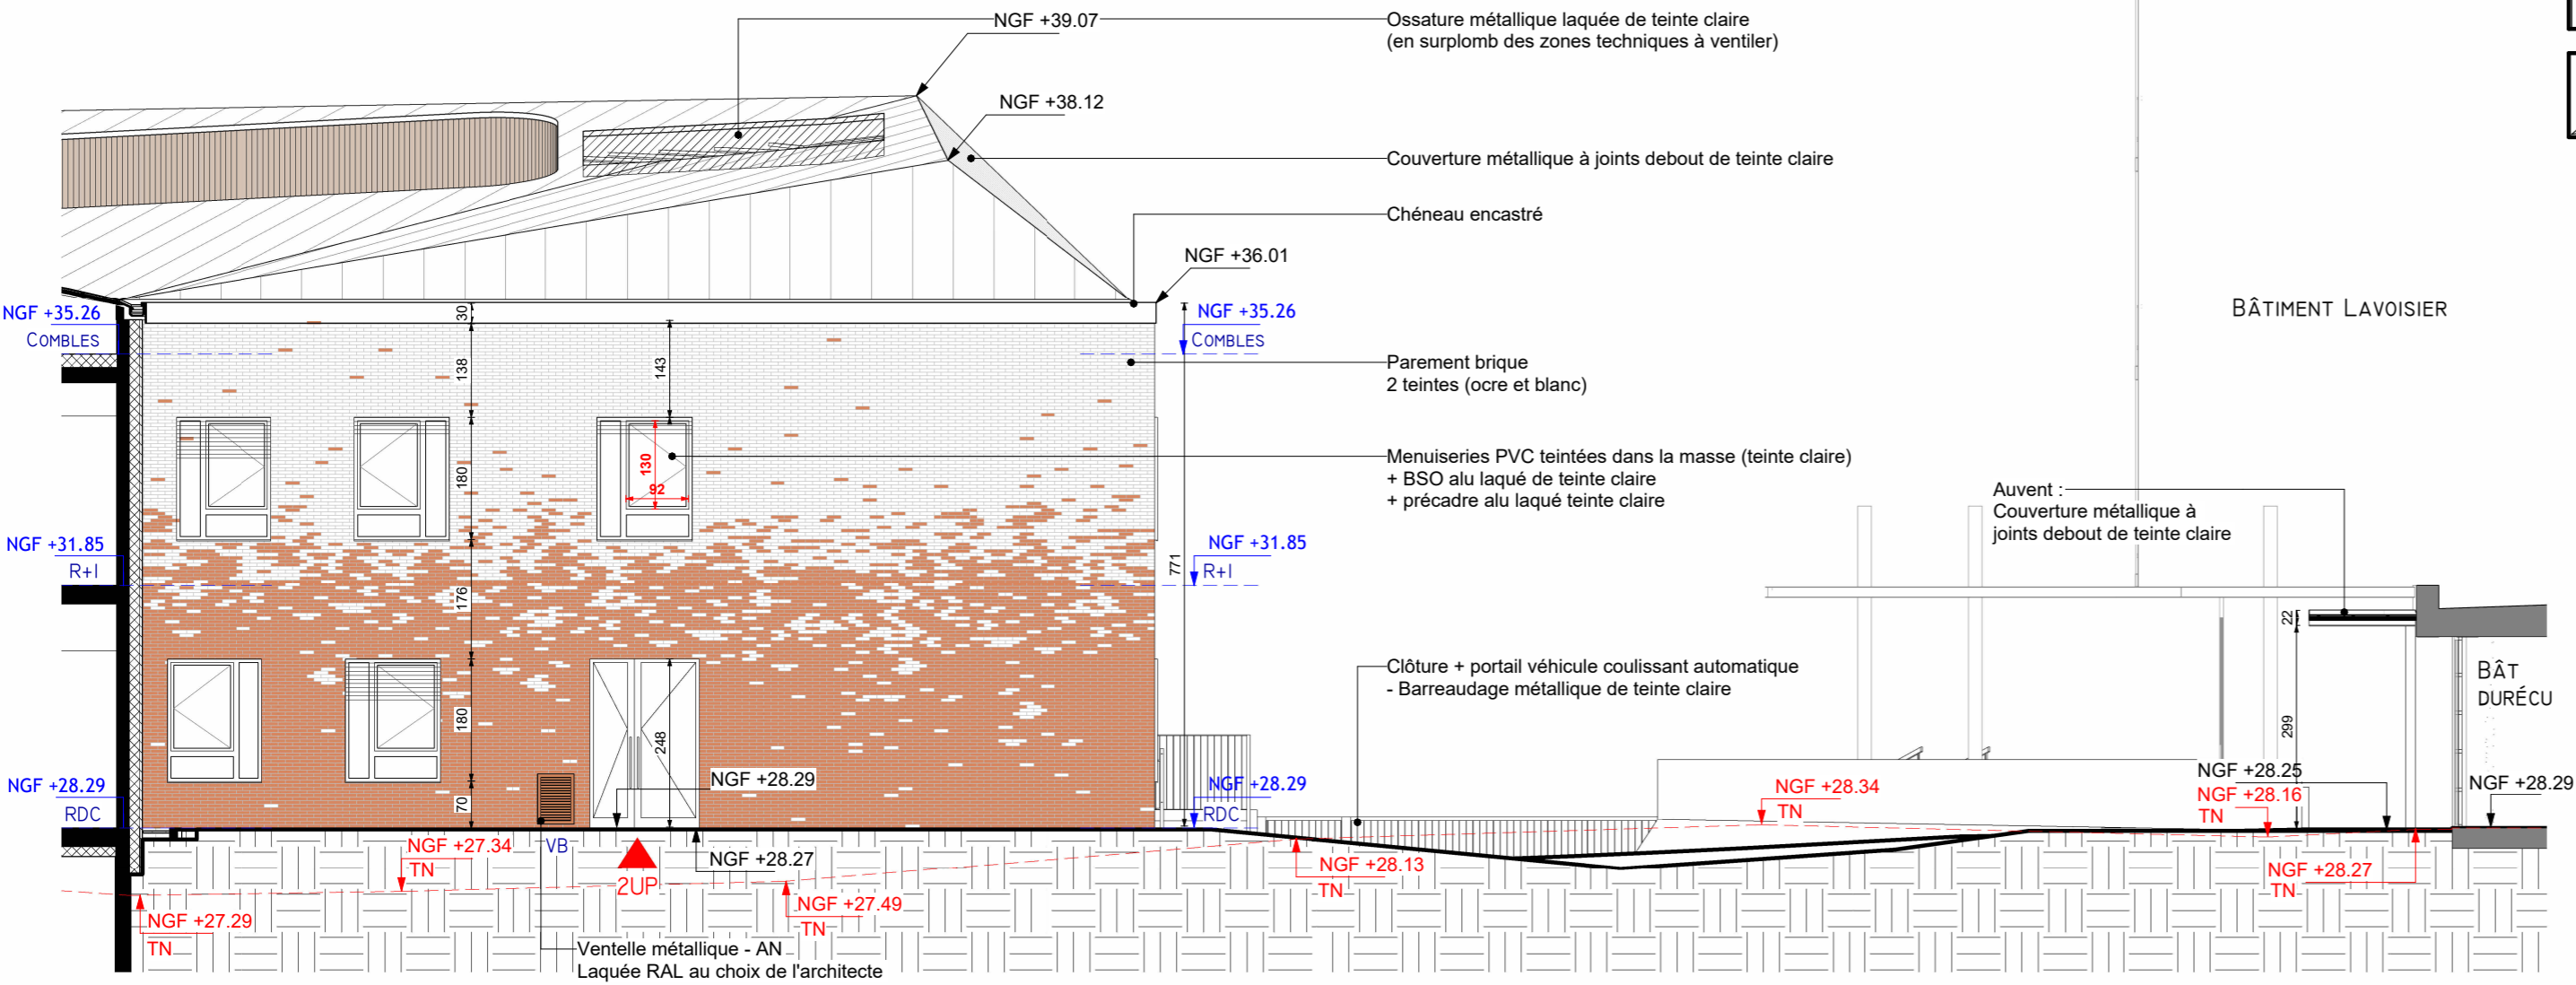 NGF +39.07
Ossature métallique laquée de teinte claire
(en surplomb des zones techniques à ventiler)
NGF +38.12
Couverture métallique à joints debout de teinte claire
Chéneau encastré
NGF +36.01
NGF +35.26
COMBLES
30
NGF +35.26
COMBLES
BÂTIMENT LAVOISIER
138
143
Parement brique
2 teintes (ocre et blanc)
180
130
92
Menuiseries PVC teintées dans la masse (teinte claire)
+ BSO alu laqué de teinte claire
+ précadre alu laqué teinte claire
Auvent :
Couverture métallique à
joints debout de teinte claire
NGF +31.85
R+I
NGF +31.85
R+I
771
176
22
Clôture + portail véhicule coulissant automatique
- Barreaudage métallique de teinte claire
BÂT
DURÉCU
180
248
299
NGF +28.29
RDC
70
NGF +28.29
NGF +28.29
RDC
NGF +28.34
TN
NGF +28.25
NGF +28.16
TN
NGF +28.29
NGF +27.34
TN
VB
2UP
NGF +28.27
NGF +28.13
TN
NGF +28.27
TN
NGF +27.29
TN
NGF +27.49
TN
Ventelle métallique - AN
Laquée RAL au choix de l'architecte